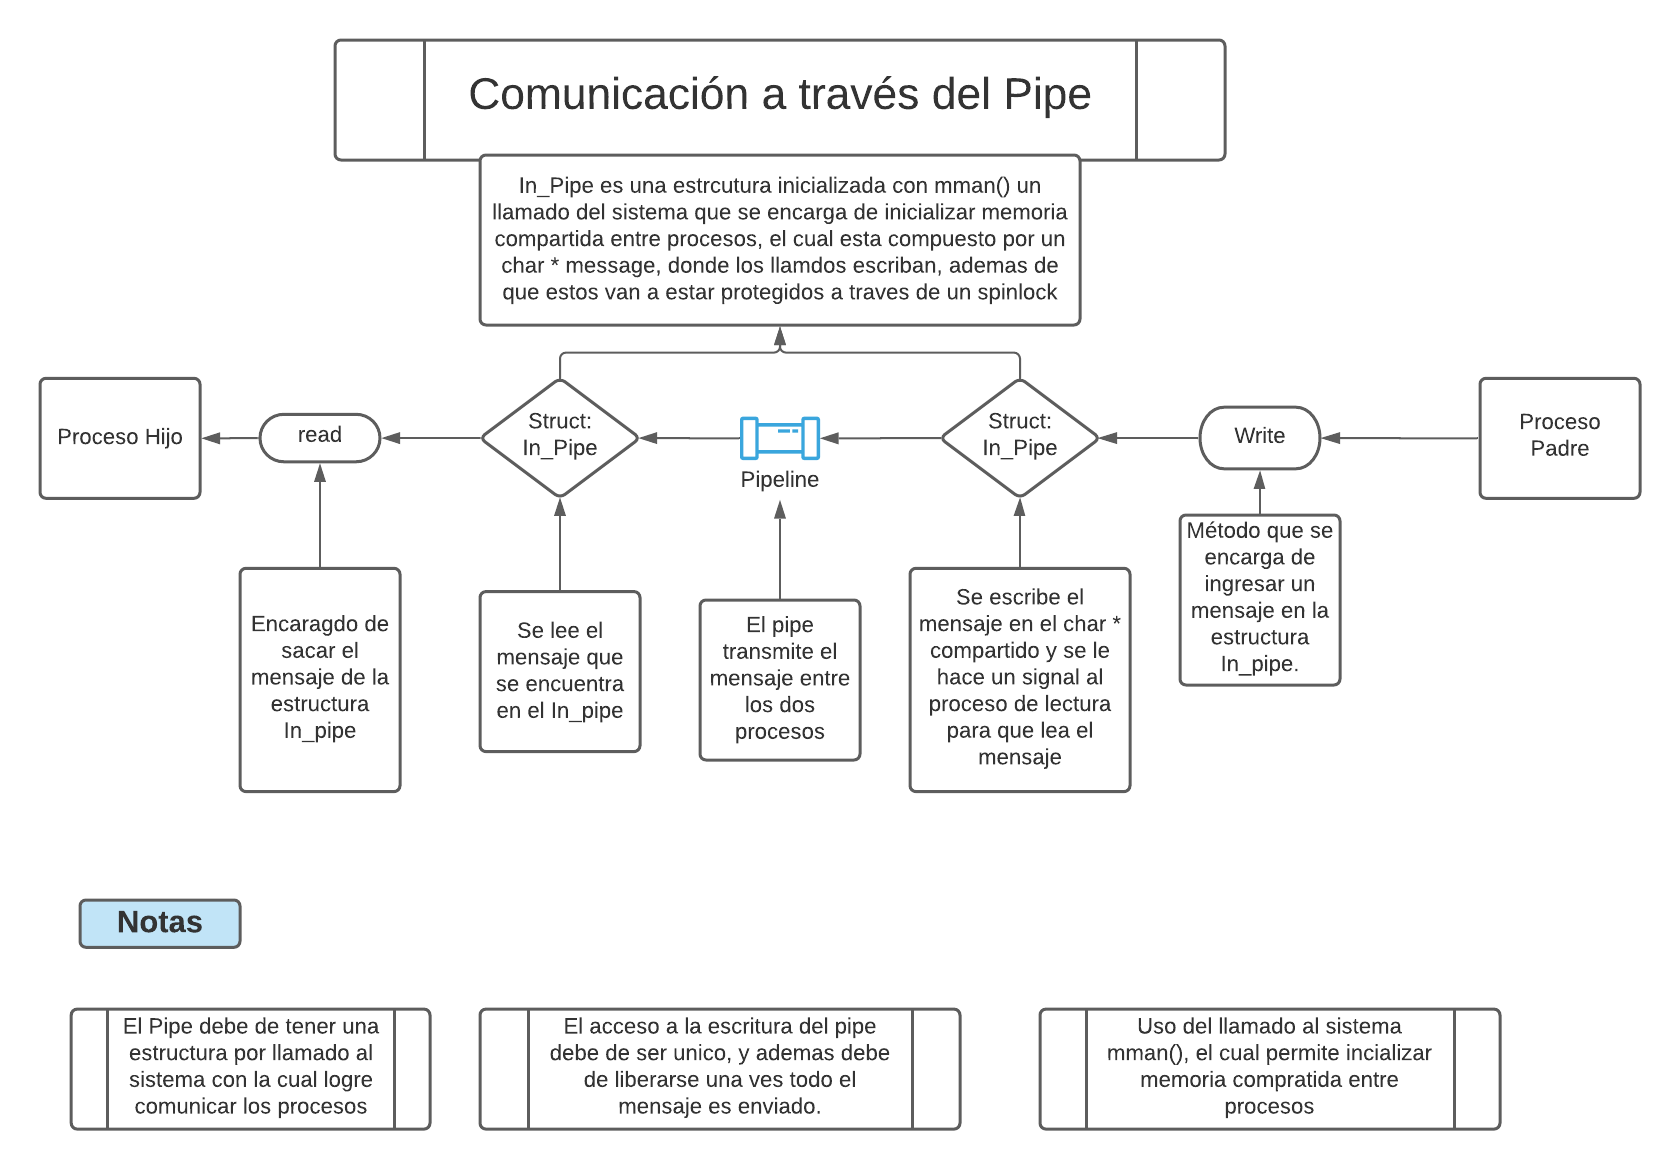 Comunicación a través del Pipe
In_Pipe es una estrcutura inicializada con mman() un
llamado del sistema que se encarga de inicializar memoria
compartida entre procesos, el cual esta compuesto por un
char * message, donde los llamdos escriban, ademas de
que estos van a estar protegidos a traves de un spinlock
Proceso Hijo
read
Struct:
In_Pipe
Pipeline
Struct:
In_Pipe
Write
Proceso
Padre
Encaragdo de
sacar el
mensaje de la
estructura
In_pipe
Se lee el
mensaje que
se encuentra
en el In_pipe
El pipe
transmite el
mensaje entre
los dos
procesos
Se escribe el
mensaje en el char *
compartido y se le
hace un signal al
proceso de lectura
para que lea el
mensaje
Método que se
encarga de
ingresar un
mensaje en la
estructura
In_pipe.
Notas
El Pipe debe de tener una
estructura por llamado al
sistema con la cual logre
comunicar los procesos
El acceso a la escritura del pipe
debe de ser unico, y ademas debe
de liberarse una ves todo el
mensaje es enviado.
Uso del llamado al sistema
mman(), el cual permite incializar
memoria compratida entre
procesos